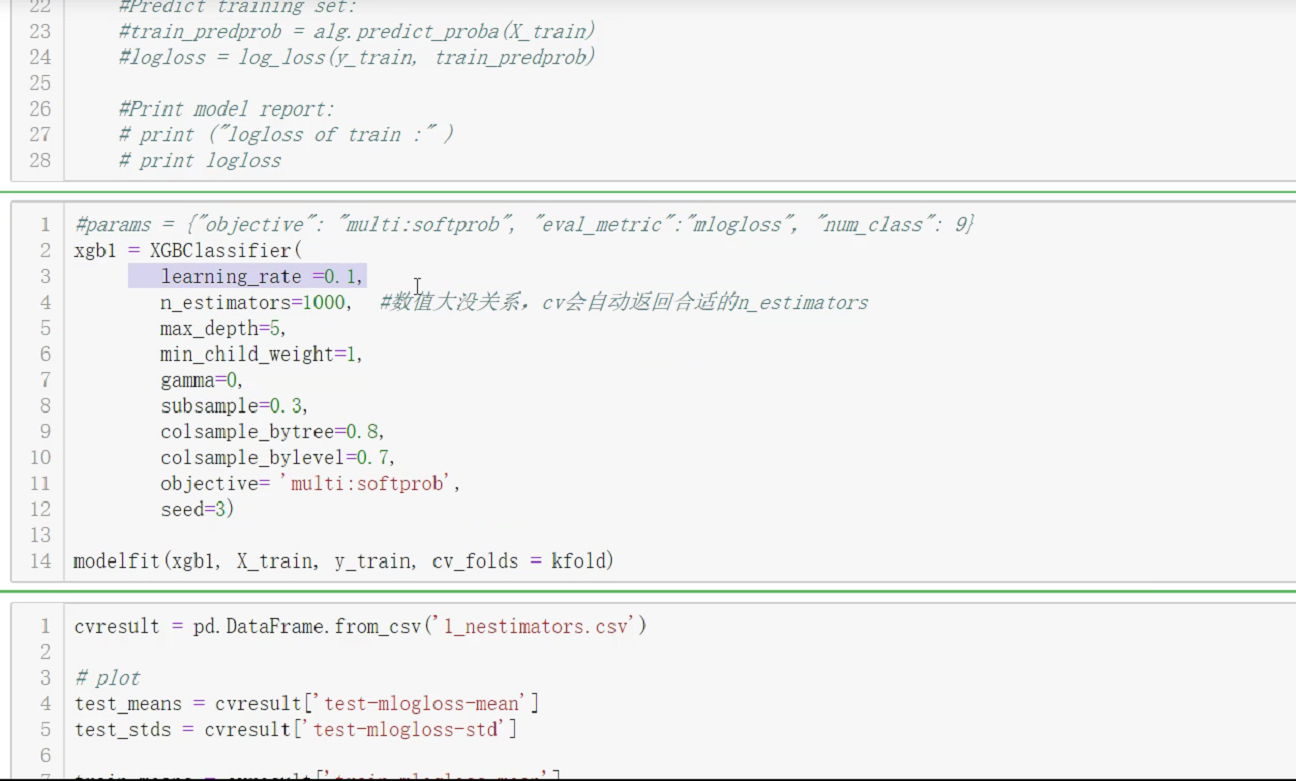 22 #Predict training set:
23 #train_predprob = alg.predict_proba(X_train)
24 #logloss = log_loss(y_train, train_predprob)
25
26 #Print model report:
27 # print ("logloss of train :" )
28 # print logloss
1 #params = {"objective": "multi:softprob", "eval_metric":"mlogloss", "num_class": 9}
2 xgb1 = XGBClassifier(
3 learning_rate =0.1,
4 n_estimators=1000, #数值大没关系，cv会自动返回合适的n_estimators
5 max_depth=5,
6 min_child_weight=1,
7 gamma=0,
8 subsample=0.3,
9 colsample_bytree=0.8,
10 colsample_bylevel=0.7,
11 objective= 'multi:softprob',
12 seed=3)
13
14 modelfit(xgb1, X_train, y_train, cv_folds = kfold)
1 cvresult = pd.DataFrame.from_csv('1_nestimators.csv')
2
3 # plot
4 test_means = cvresult['test-mlogloss-mean']
5 test_stds = cvresult['test-mlogloss-std']
6
7 train_means = cvresult['train-mlogloss-mean']